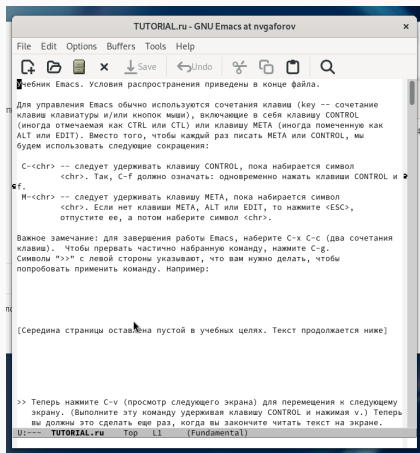 TUTORIAL.ru - GNU Emacs at nvgaforov
File Edit Options Buffers Tools Help
Save Undo
Учебник Emacs. Условия распространения приведены в конце файла.
Для управления Emacs обычно используются сочетания клавиш (key -- сочетание
клавиш клавиатуры и/или кнопок мыши), включающие в себя клавишу CONTROL
(иногда отмечаемая как CTRL или CTL) или клавишу META (иногда помеченную как
ALT или EDIT). Вместо того, чтобы каждый раз писать META или CONTROL, мы
будем использовать следующие сокращения:
C-<chr> -- следует удерживать клавишу CONTROL, пока набирается символ
<chr>. Так, C-f должно означать: одновременно нажать клавиши CONTROL и
f.
M-<chr> -- следует удерживать клавишу META, пока набирается символ
<chr>. Если нет клавиши META, ALT или EDIT, то нажмите <ESC>,
отпустите ее, а потом наберите символ <chr>.
Важное замечание: для завершения работы Emacs, наберите C-x C-c (два сочетания
клавиш). Чтобы прервать частично набранную команду, нажмите C-g.
Символы ">>" с левой стороны указывают, что вам нужно делать, чтобы
попробовать применить команду. Например:
[Середина страницы оставлена пустой в учебных целях. Текст продолжается ниже]
>> Теперь нажмите C-v (просмотр следующего экрана) для перемещения к следующему
экрану. (Выполните эту команду удерживая клавишу CONTROL и нажимая v.) Теперь
вы должны это сделать еще раз, когда вы закончите читать текст на экране.
U:--- TUTORIAL.ru Top L1 (Fundamental)